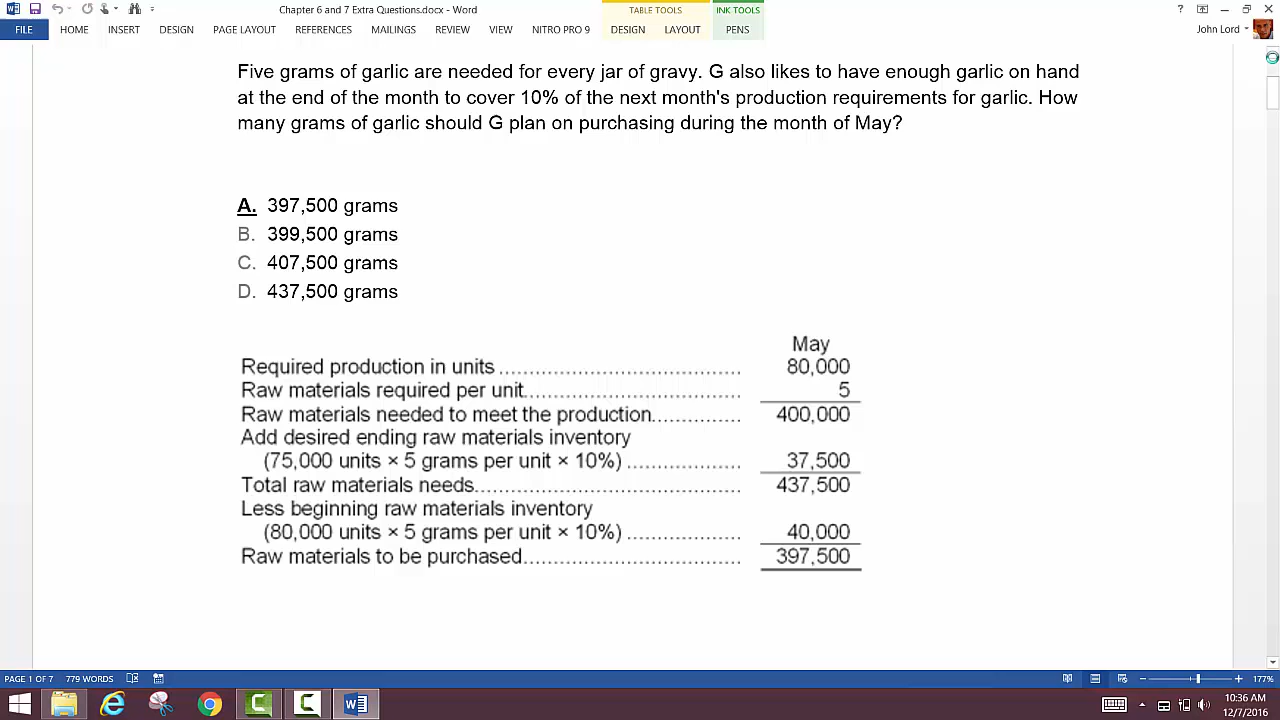 Chapter 6 and 7 Extra Questions.docx - Word
TABLE TOOLS
INK TOOLS
FILE HOME INSERT DESIGN PAGE LAYOUT REFERENCES MAILINGS REVIEW VIEW NITRO PRO 9 DESIGN LAYOUT PENS John Lord
Five grams of garlic are needed for every jar of gravy. G also likes to have enough garlic on hand
at the end of the month to cover 10% of the next month's production requirements for garlic. How
many grams of garlic should G plan on purchasing during the month of May?
A. 397,500 grams
B. 399,500 grams
C. 407,500 grams
D. 437,500 grams
May
Required production in units ........................................ 80,000
Raw materials required per unit.................................... 5
Raw materials needed to meet the production............... 400,000
Add desired ending raw materials inventory
(75,000 units × 5 grams per unit × 10%) .................... 37,500
Total raw materials needs............................................ 437,500
Less beginning raw materials inventory
(80,000 units × 5 grams per unit × 10%) .................... 40,000
Raw materials to be purchased.................................... 397,500
PAGE 1 OF 7 779 WORDS 177%
10:36 AM
12/7/2016